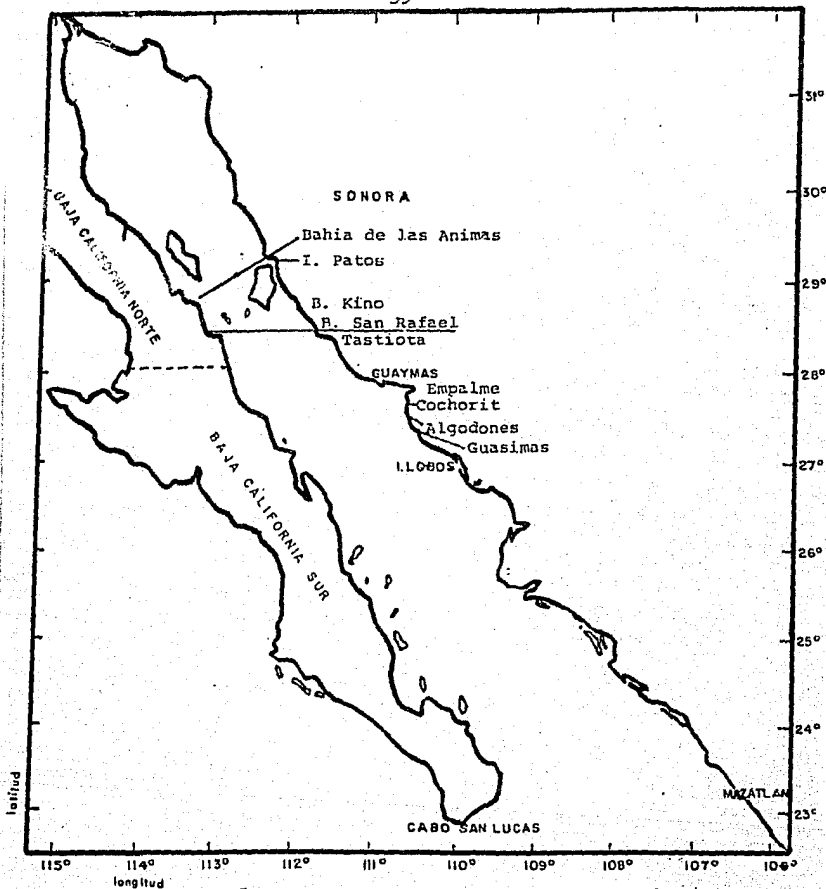 31°
30°
SONORA
BAJA CALIFORNIA NORTE
Bahia de las Animas
I. Patos
29°
B. Kino
B. San Rafael
Tastiota
28°
GUAYMAS
Empalme
Cochorit
Algodones
Guasimas
I.LOBOS
27°
BAJA CALIFORNIA SUR
26°
25°
24°
MAZATLAN
23°
latitud
CABO SAN LUCAS
115° 114° 113° 112° 111° 110° 109° 108° 107° 106°
longitud